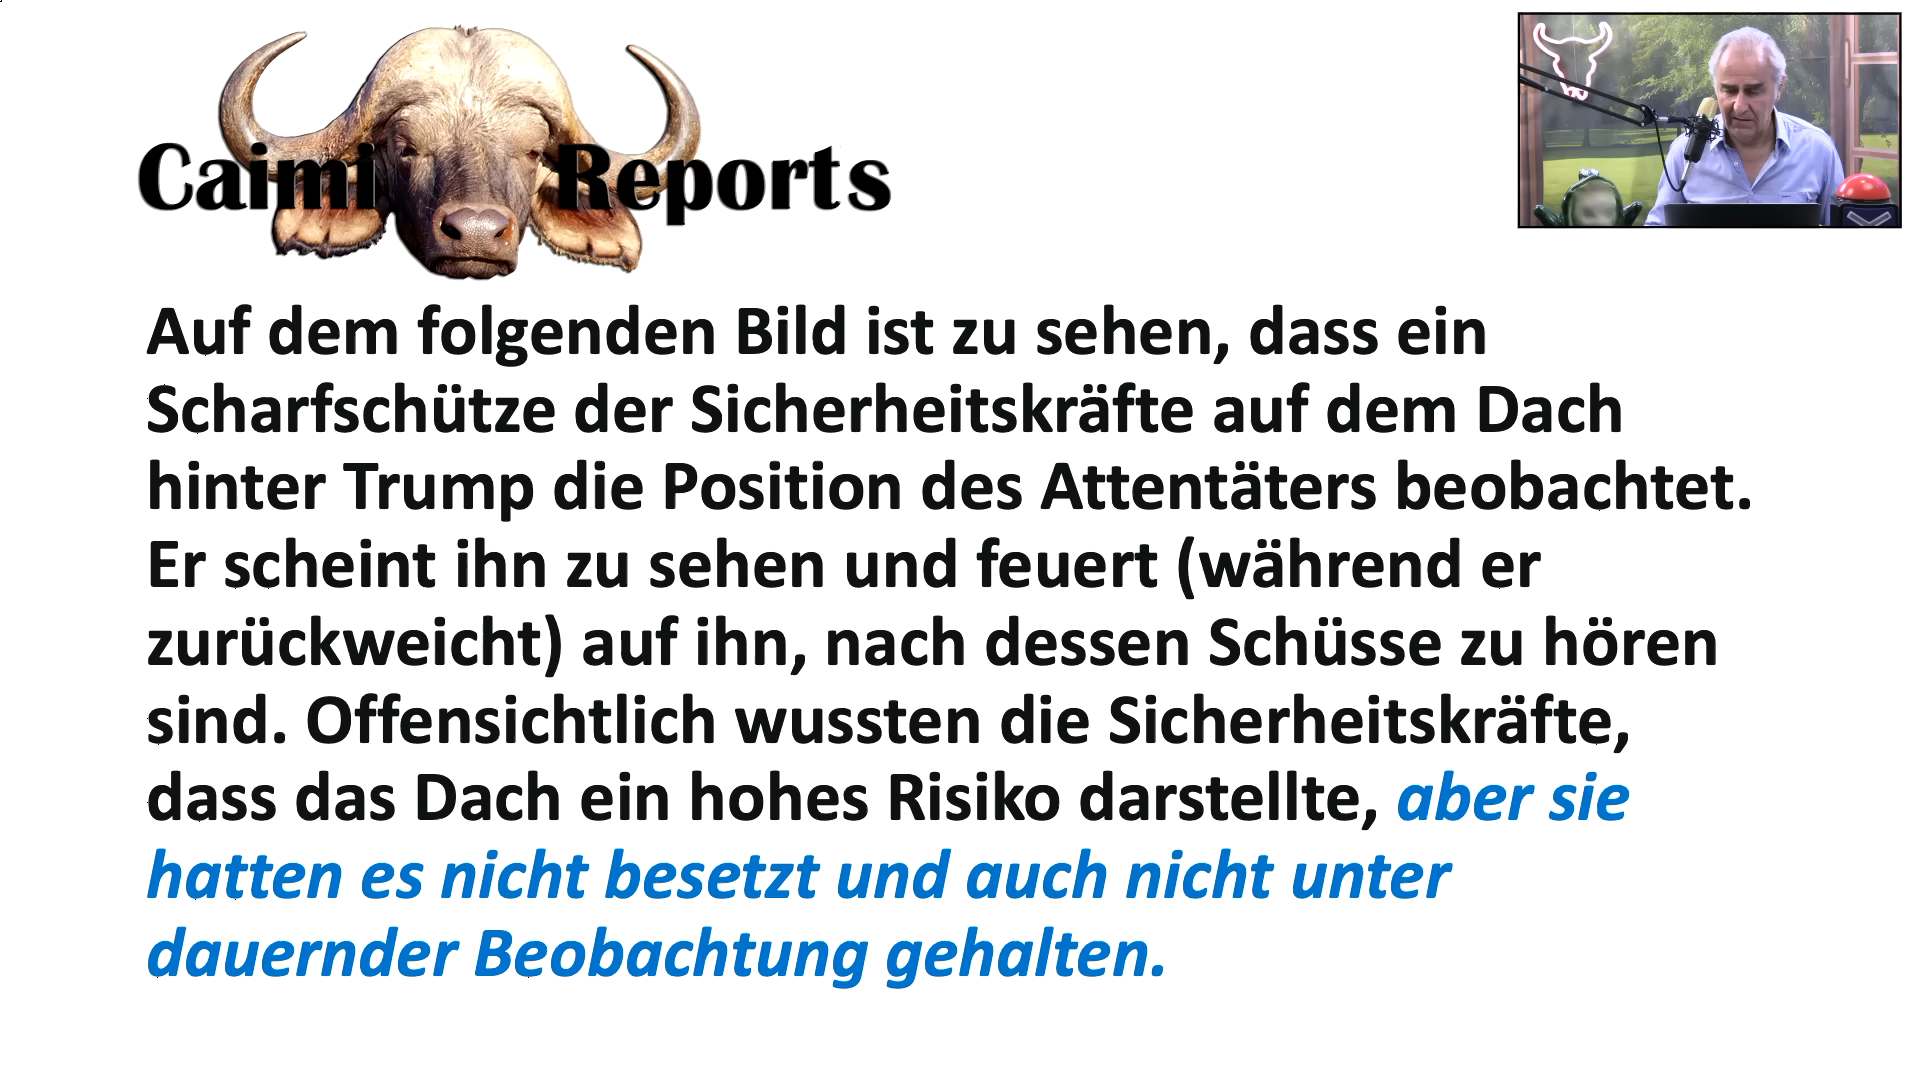 Caimi Reports
Auf dem folgenden Bild ist zu sehen, dass ein
Scharfschütze der Sicherheitskräfte auf dem Dach
hinter Trump die Position des Attentäters beobachtet.
Er scheint ihn zu sehen und feuert (während er
zurückweicht) auf ihn, nach dessen Schüsse zu hören
sind. Offensichtlich wussten die Sicherheitskräfte,
dass das Dach ein hohes Risiko darstellte, aber sie
hatten es nicht besetzt und auch nicht unter
dauernder Beobachtung gehalten.